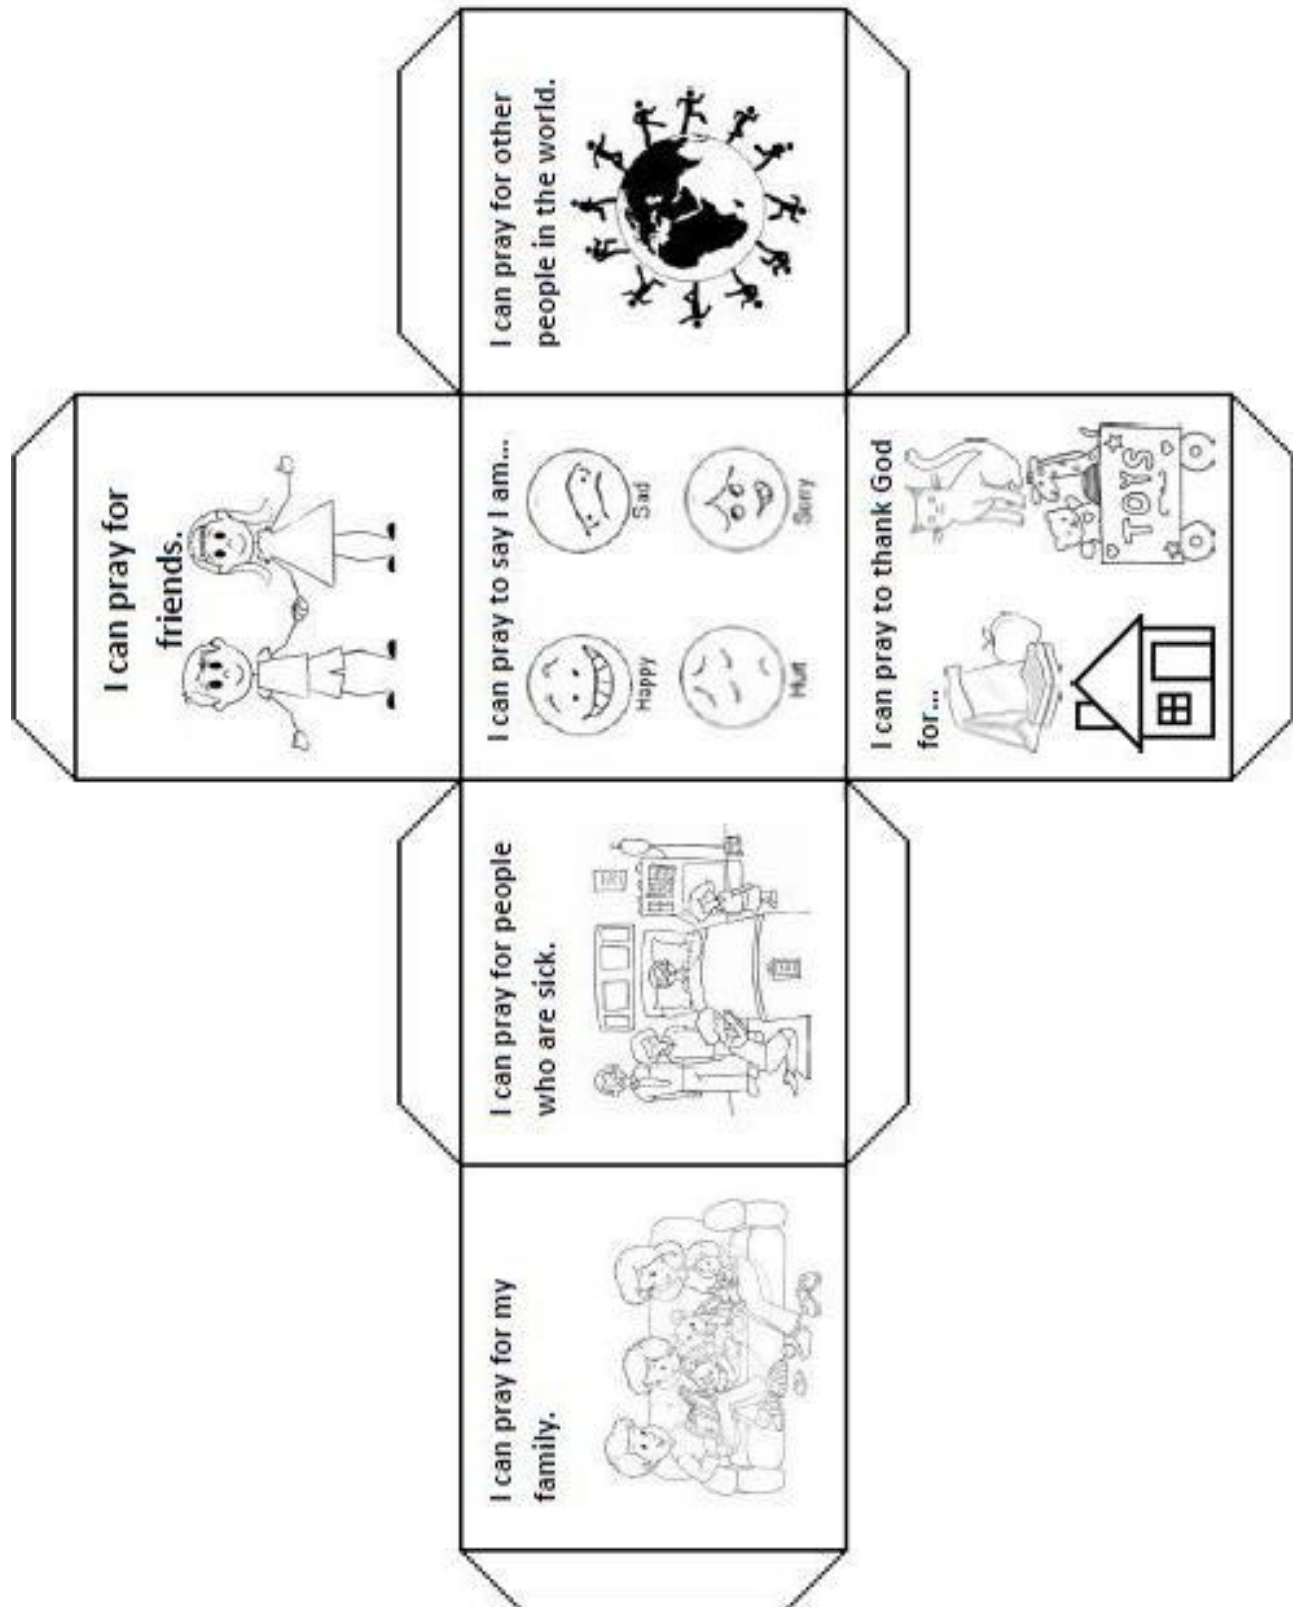 I can pray for
friends.
I can pray for my
family.
I can pray for people
who are sick.
I can pray to say I am...
Happy
Sad
Hurt
Sorry
I can pray for other
people in the world.
I can pray to thank God
for...
TOYS